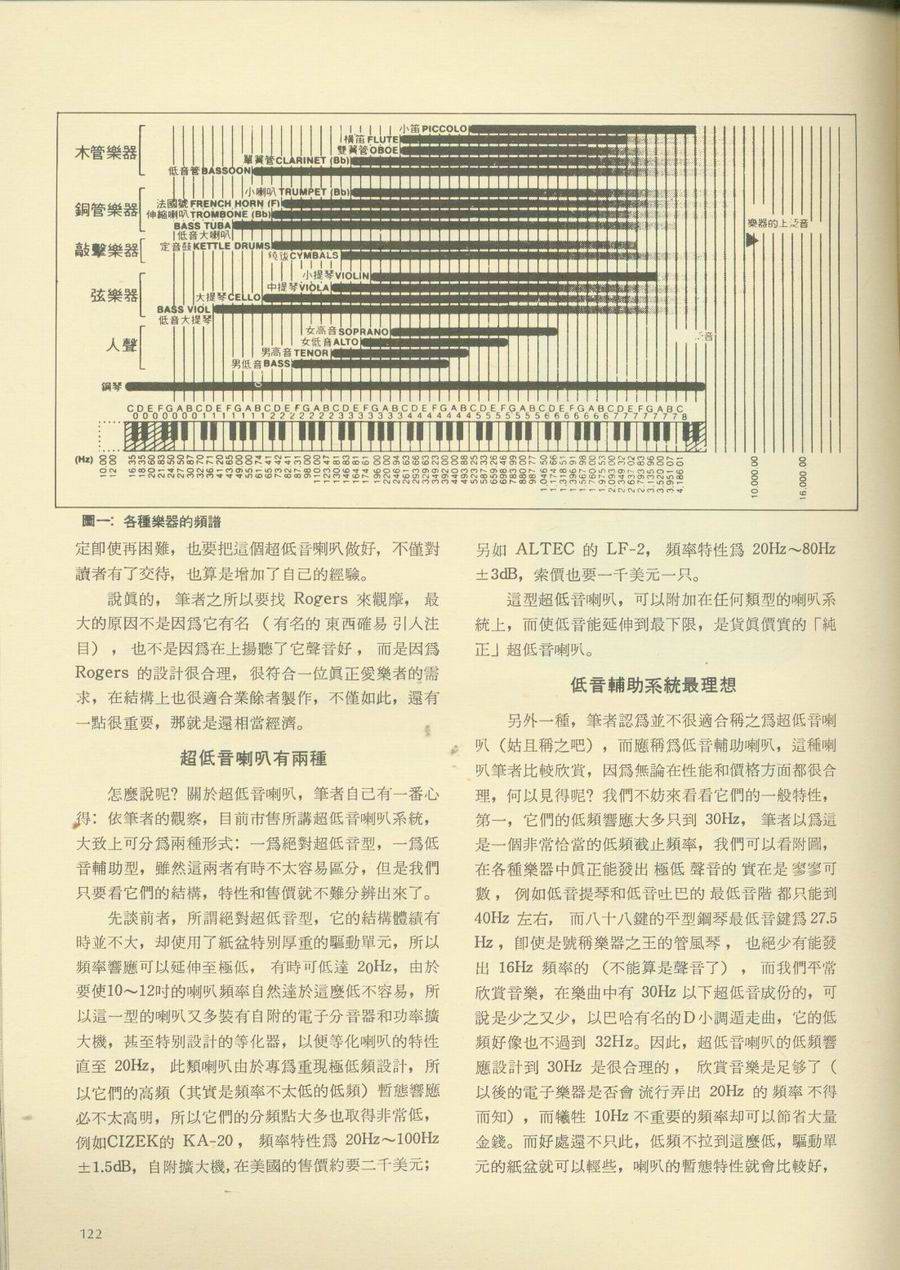 小笛 PICCOLO
橫笛 FLUTE
雙簧管 OBOE
單簧管 CLARINET (Bb)
低音管 BASSOON
木管樂器
小喇叭 TRUMPET (Bb)
法國號 FRENCH HORN (F)
伸縮喇叭 TROMBONE (Bb)
BASS TUBA
低音大喇叭
銅管樂器
樂器的上泛音
定音鼓 KETTLE DRUMS
CYMBALS
敲擊樂器
小提琴 VIOLIN
中提琴 VIOLA
大提琴 CELLO
BASS VIOL
低音大提琴
弦樂器
女高音 SOPRANO
女低音 ALTO
男高音 TENOR
男低音 BASS
人聲
泛音
鋼琴
C D E F G A B C D E F G A B C D E F G A B C D E F G A B C D E F G A B C D E F G A B C D E F G A B C D E F G A B C
0 0 0 0 0 0 0 1 1 1 1 1 1 1 2 2 2 2 2 2 2 3 3 3 3 3 3 3 4 4 4 4 4 4 4 5 5 5 5 5 5 5 6 6 6 6 6 6 6 7 7 7 7 7 7 7 8
(Hz) 10.00 12.00 16.35 18.35 20.60 21.83 24.50 27.50 30.87 32.70 36.71 41.20 43.65 49.00 55.00 61.74 65.41 73.42 82.41 87.31 98.00 110.00 123.47 130.81 146.83 164.81 174.61 196.00 220.00 246.94 261.63 293.66 329.63 349.23 392.00 440.00 493.88 523.25 587.33 659.26 698.46 783.99 880.00 987.77 1.046.50 1.174.66 1.318.51 1.396.91 1.567.98 1.760.00 1.975.53 2.093.00 2.349.32 2.637.02 2.793.83 3.135.96 3.520.00 3.951.07 4.186.01 10.000.00 16.000.00
圖一：各種樂器的頻譜
定卽使再困難，也要把這個超低音喇叭做好，不僅對
讀者有了交待，也算是增加了自己的經驗。
說眞的，筆者之所以要找 Rogers 來觀摩，最
大的原因不是因爲它有名（有名的東西確易引人注
目），也不是因爲在上揚聽了它聲音好，而是因爲
Rogers 的設計很合理，很符合一位眞正愛樂者的需
求，在結構上也很適合業餘者製作，不僅如此，還有
一點很重要，那就是還相當經濟。
超低音喇叭有兩種
怎麼說呢？關於超低音喇叭，筆者自己有一番心
得：依筆者的觀察，目前市售所講超低音喇叭系統，
大致上可分爲兩種形式：一爲絕對超低音型，一爲低
音輔助型，雖然這兩者有時不太容易區分，但是我們
只要看它們的結構，特性和售價就不難分辨出來了。
先談前者，所謂絕對超低音型，它的結構體績有
時並不大，却使用了紙盆特別厚重的驅動單元，所以
頻率響應可以延伸至極低，有時可低達 20Hz，由於
要使10～12吋的喇叭頻率自然達於這麼低不容易，所
以這一型的喇叭又多裝有自附的電子分音器和功率擴
大機，甚至特別設計的等化器，以便等化喇叭的特性
直至 20Hz，此類喇叭由於專爲重現極低頻設計，所
以它們的高頻（其實是頻率不太低的低頻）暫態響應
必不太高明，所以它們的分頻點大多也取得非常低，
例如CIZEK的 KA-20，頻率特性爲 20Hz～100Hz
±1.5dB，自附擴大機，在美國的售價約要二千美元；
另如 ALTEC 的 LF-2，頻率特性爲 20Hz～80Hz
±3dB，索價也要一千美元一只。
這型超低音喇叭，可以附加在任何類型的喇叭系
統上，而使低音能延伸到最下限，是貨眞價實的「純
正」超低音喇叭。
低音輔助系統最理想
另外一種，筆者認爲並不很適合稱之爲超低音喇
叭（姑且稱之吧），而應稱爲低音輔助喇叭，這種喇
叭筆者比較欣賞，因爲無論在性能和價格方面都很合
理，何以見得呢？我們不妨來看看它們的一般特性，
第一，它們的低頻響應大多只到 30Hz，筆者以爲這
是一個非常恰當的低頻截止頻率，我們可以看附圖，
在各種樂器中眞正能發出極低聲音的實在是寥寥可
數，例如低音提琴和低音吐巴的最低音階都只能到
40Hz 左右，而八十八鍵的平型鋼琴最低音鍵爲 27.5
Hz，卽使是號稱樂器之王的管風琴，也絕少有能發
出 16Hz 頻率的（不能算是聲音了），而我們平常
欣賞音樂，在樂曲中有 30Hz 以下超低音成份的，可
說是少之又少，以巴哈有名的D小調遁走曲，它的低
頻好像也不過到 32Hz。因此，超低音喇叭的低頻響
應設計到 30Hz 是很合理的，欣賞音樂是足够了（
以後的電子樂器是否會流行弄出 20Hz 的頻率不得
而知），而犧牲 10Hz 不重要的頻率却可以節省大量
金錢。而好處還不只此，低頻不拉到這麼低，驅動單
元的紙盆就可以輕些，喇叭的暫態特性就會比較好，
122